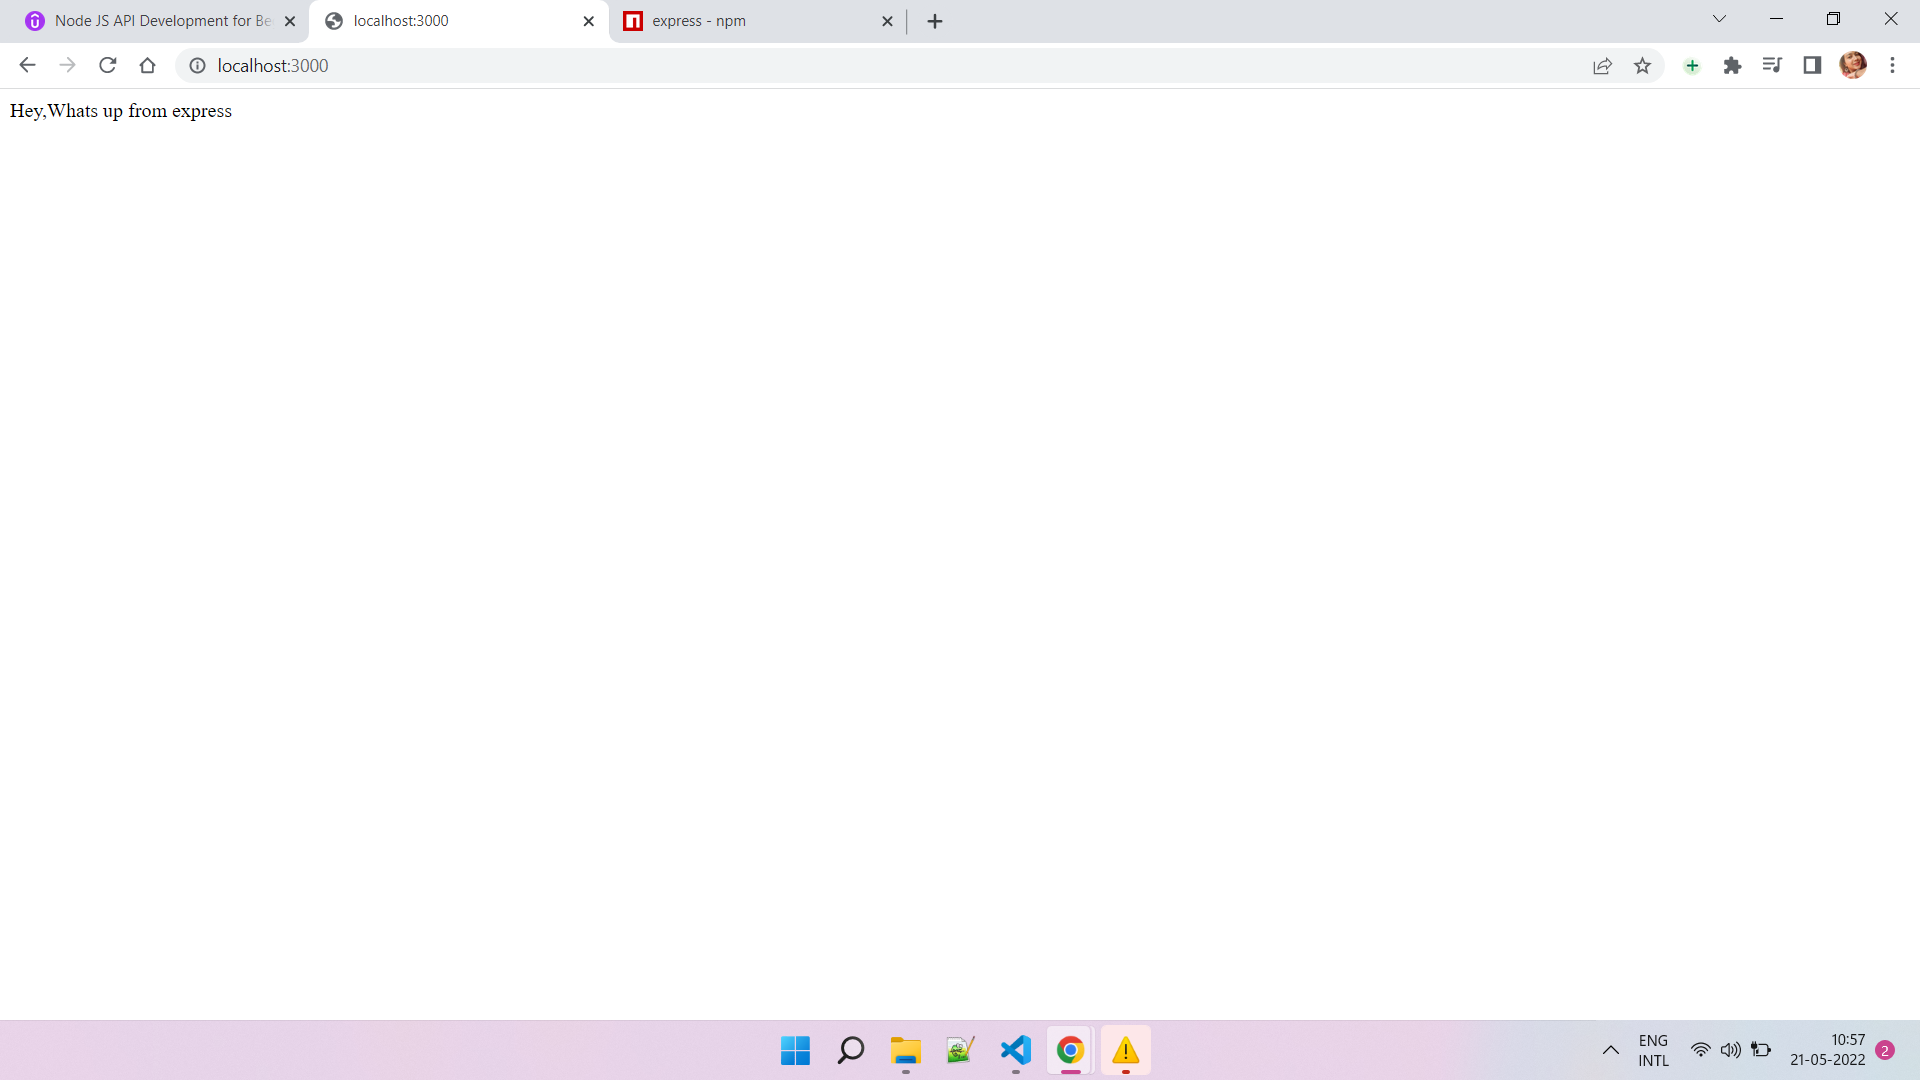 Node JS API Development for Be
localhost:3000
express - npm
localhost:3000
Hey,Whats up from express
ENG
INTL
10:57
21-05-2022
2